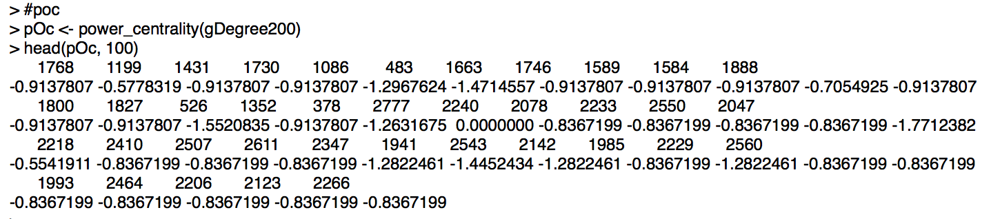 > #poc
> pOc <- power_centrality(gDegree200)
> head(pOc, 100)
1768 1199 1431 1730 1086 483 1663 1746 1589 1584 1888
-0.9137807 -0.5778319 -0.9137807 -0.9137807 -1.2967624 -1.4714557 -0.9137807 -0.9137807 -0.9137807 -0.7054925 -0.9137807
1800 1827 526 1352 378 2777 2240 2078 2233 2550 2047
-0.9137807 -0.9137807 -1.5520835 -0.9137807 -1.2631675 0.0000000 -0.8367199 -0.8367199 -0.8367199 -0.8367199 -1.7712382
2218 2410 2507 2611 2347 1941 2543 2142 1985 2229 2560
-0.5541911 -0.8367199 -0.8367199 -0.8367199 -1.2822461 -1.4452434 -1.2822461 -0.8367199 -1.2822461 -0.8367199 -0.8367199
1993 2464 2206 2123 2266
-0.8367199 -0.8367199 -0.8367199 -0.8367199 -0.8367199